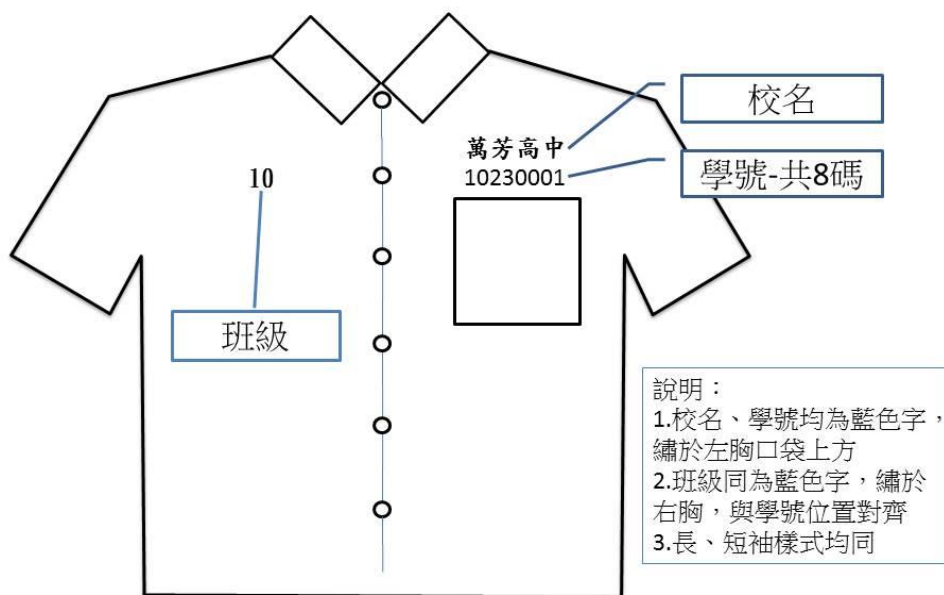 校名
萬芳高中
10230001
學號-共8碼
10
班級
說明：
1.校名、學號均為藍色字，
繡於左胸口袋上方
2.班級同為藍色字，繡於
右胸，與學號位置對齊
3.長、短袖樣式均同